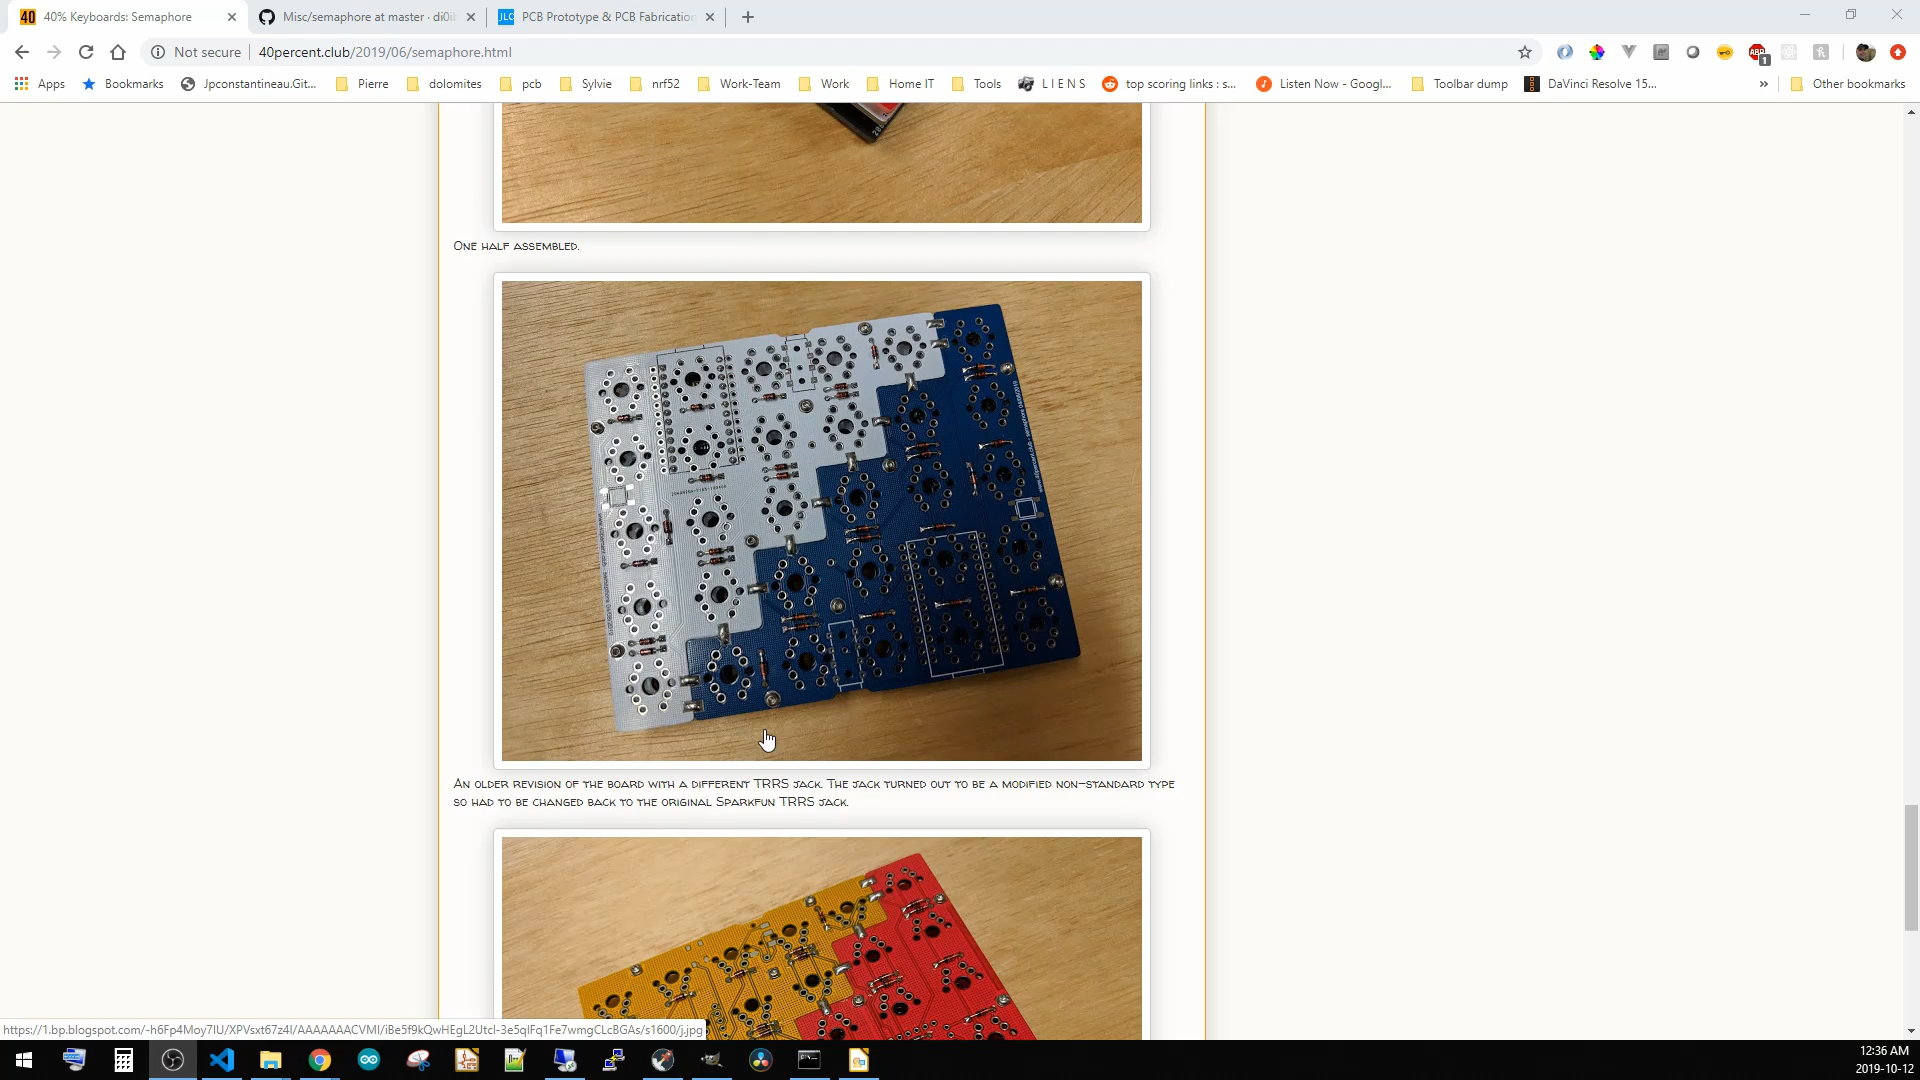 40% Keyboards: Semaphore
Misc/semaphore at master · di0ib
JLC PCB Prototype & PCB Fabrication
Not secure 40percent.club/2019/06/semaphore.html
Apps Bookmarks Jpconstantineau.Git... Pierre dolomites pcb Sylvie nrf52 Work-Team Work Home IT Tools L I E N S top scoring links : s... Listen Now - Googl... Toolbar dump DaVinci Resolve 15... » Other bookmarks
One half assembled.
An older revision of the board with a different TRRS jack. The jack turned out to be a modified non-standard type
so had to be changed back to the original Sparkfun TRRS jack.
https://1.bp.blogspot.com/-h6Fp4Moy7IU/XPVsxt67z4I/AAAAAAACVMI/iBe5f9kQwHEgL2Utcl-3e5qlFq1Fe7wmgCLcBGAs/s1600/j.jpg
12:36 AM
2019-10-12